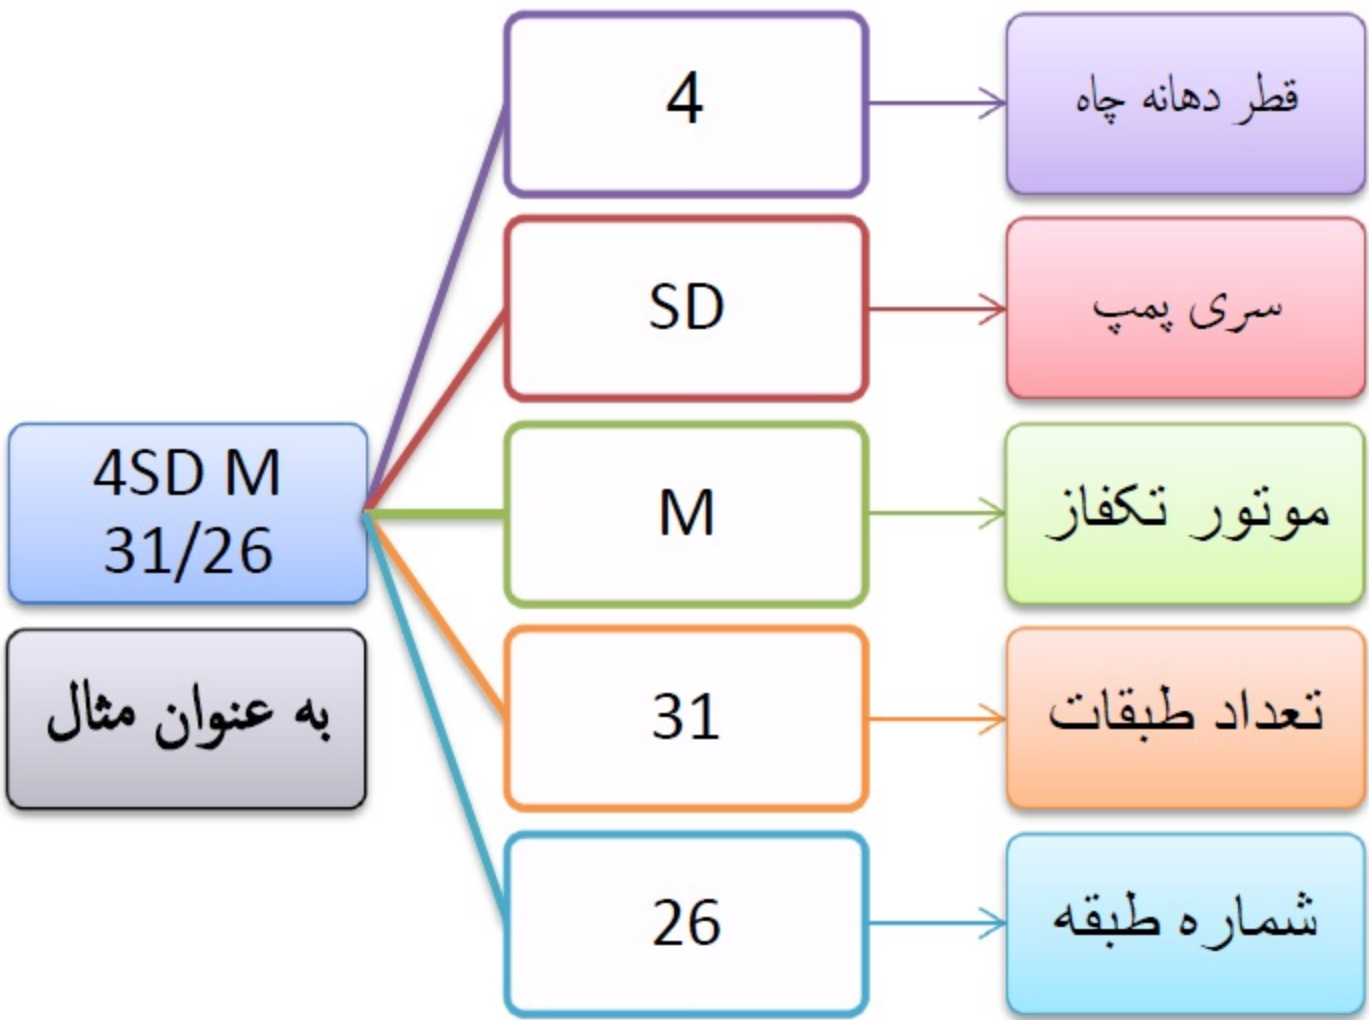 4
قطر دهانه چاه
SD
سری پمپ
4SD M
31/26
M
موتور تکفاز
به عنوان مثال
31
تعداد طبقات
26
شماره طبقه